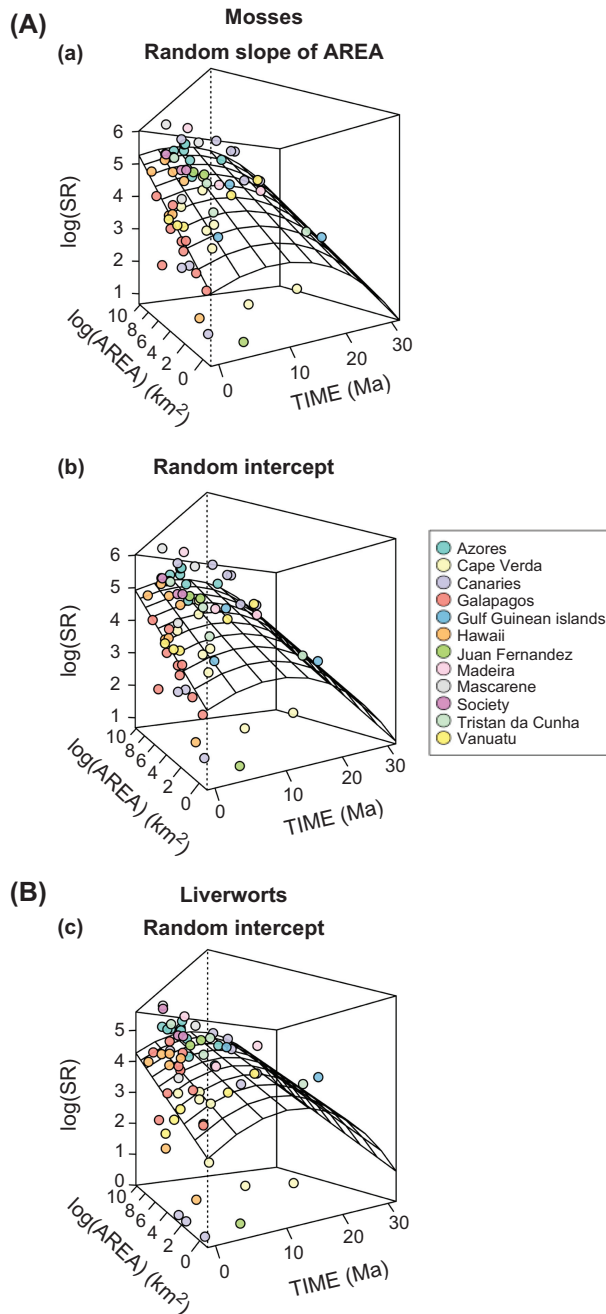 (A)
Mosses
(a) Random slope of AREA
6
5
4
3
2
1
log(SR)
10
8
6
4
2
0
log(AREA) (km²)
0
10
20
30
TIME (Ma)
(b) Random intercept
6
5
4
3
2
1
log(SR)
10
8
6
4
2
0
log(AREA) (km²)
0
10
20
30
TIME (Ma)
Azores
Cape Verda
Canaries
Galapagos
Gulf Guinean islands
Hawaii
Juan Fernandez
Madeira
Mascarene
Society
Tristan da Cunha
Vanuatu
(B)
Liverworts
(c) Random intercept
5
4
3
2
1
0
log(SR)
10
8
6
4
2
0
log(AREA) (km²)
0
10
20
30
TIME (Ma)